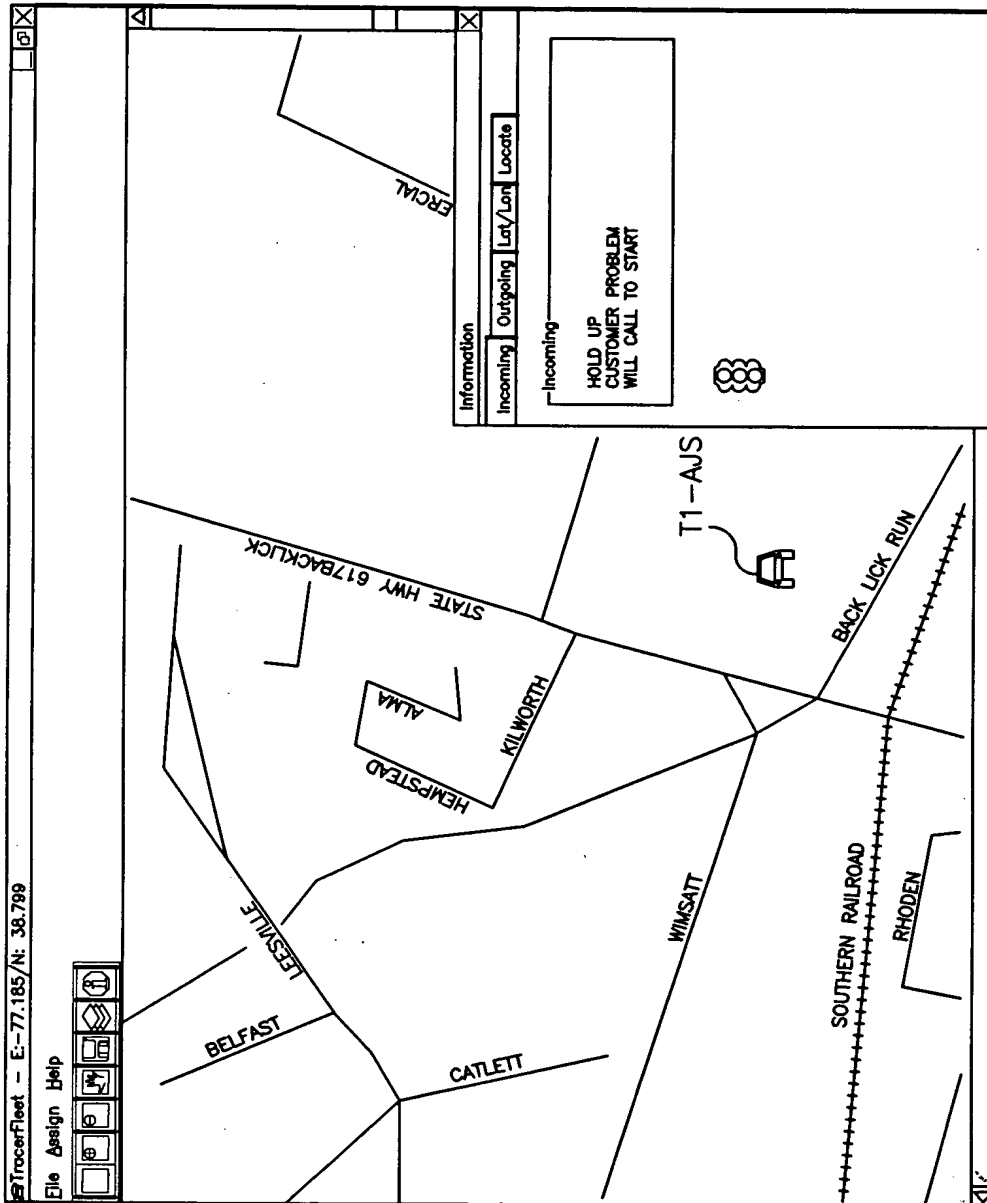 TracerFleet - E:-77.185/N: 38.799
File Assign Help
ERCIAL
STATE HWY 617BACKLICK
LEESVILLE
BELFAST
ALMA
HEMPSTEAD
CATLETT
KILWORTH
WIMSATT
T1-AJS
BACK LICK RUN
SOUTHERN RAILROAD
RHODEN
Information
Incoming Outgoing Lat/Lon Locate
Incoming
HOLD UP
CUSTOMER PROBLEM
WILL CALL TO START